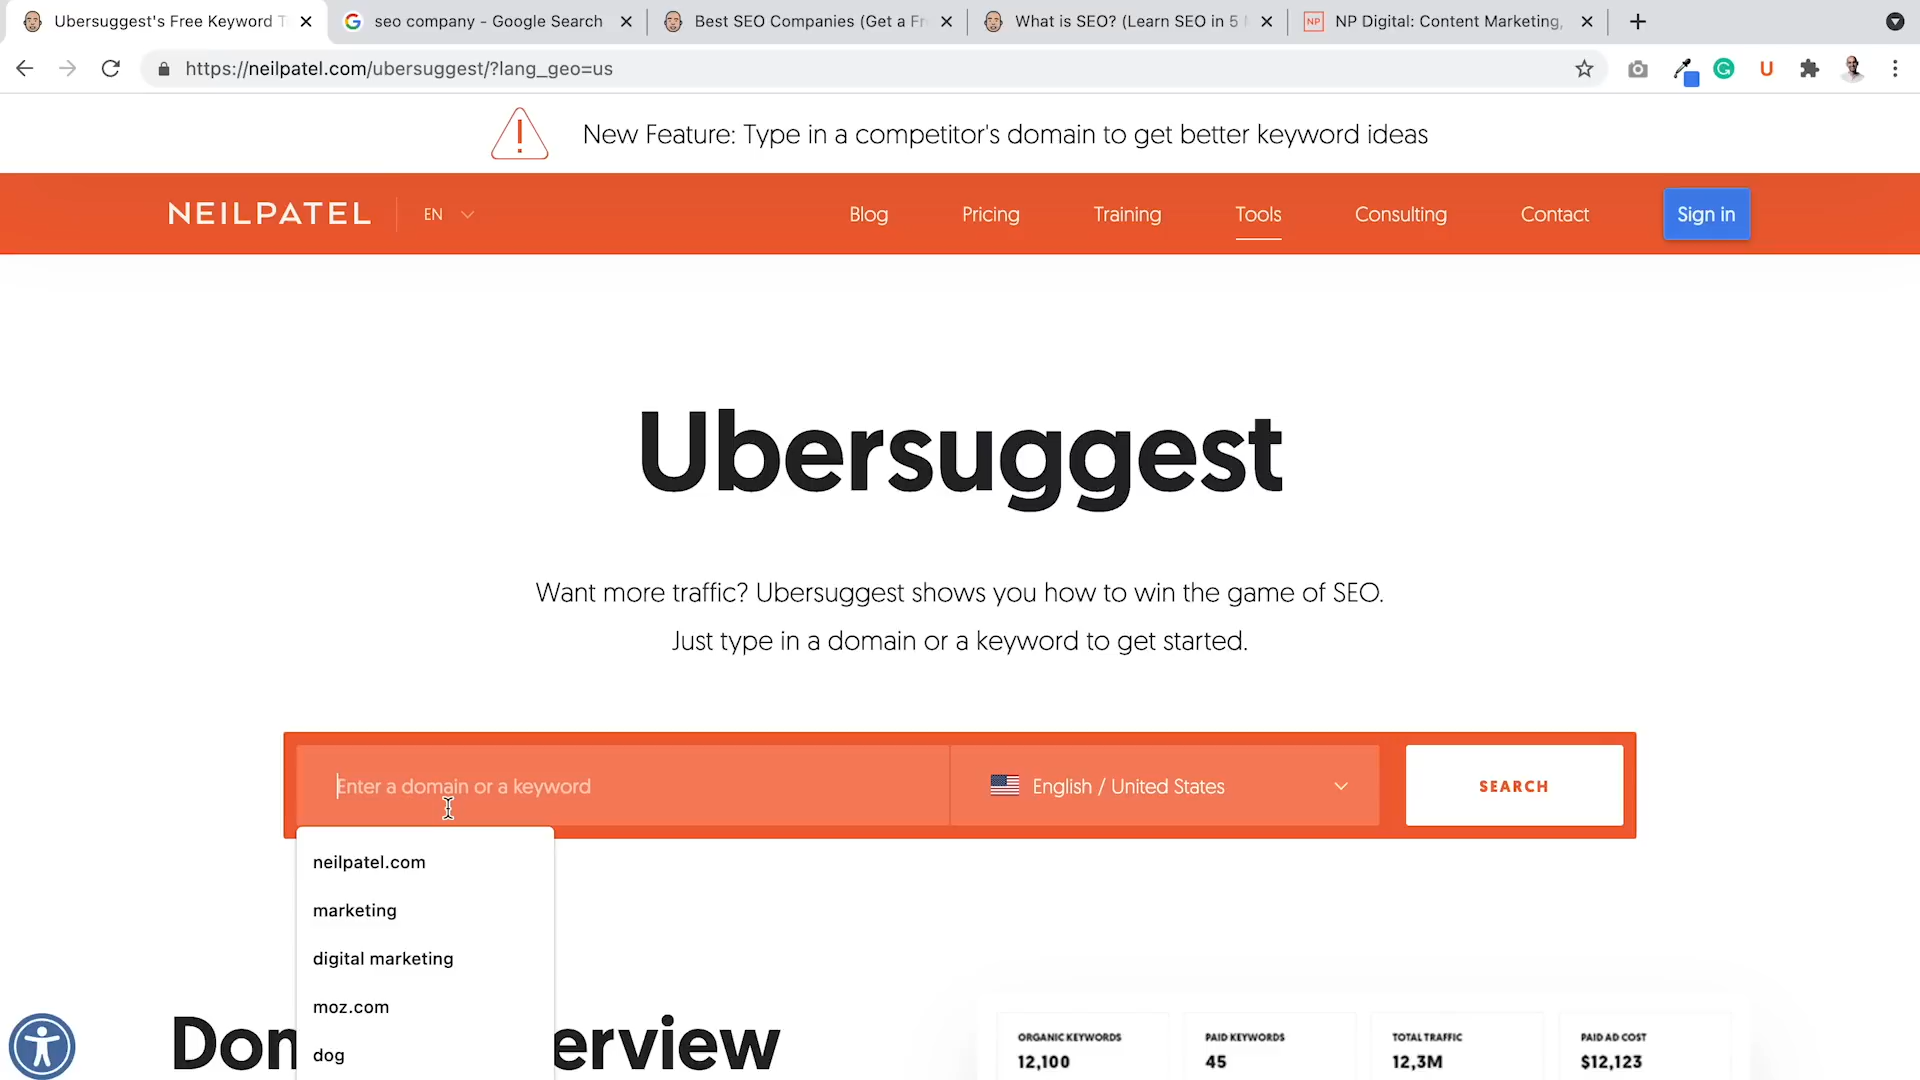 Ubersuggest's Free Keyword T
seo company - Google Search
Best SEO Companies (Get a Fr
What is SEO? (Learn SEO in 5
NP
NP Digital: Content Marketing,
https://neilpatel.com/ubersuggest/?lang_geo=us
New Feature: Type in a competitor's domain to get better keyword ideas
NEILPATEL
EN
Blog
Pricing
Training
Tools
Consulting
Contact
Sign in
Ubersuggest
Want more traffic? Ubersuggest shows you how to win the game of SEO.
Just type in a domain or a keyword to get started.
Enter a domain or a keyword
English / United States
SEARCH
neilpatel.com
marketing
digital marketing
moz.com
dog
Dom
erview
ORGANIC KEYWORDS
12,100
PAID KEYWORDS
45
TOTAL TRAFFIC
12,3M
PAID AD COST
$12,123